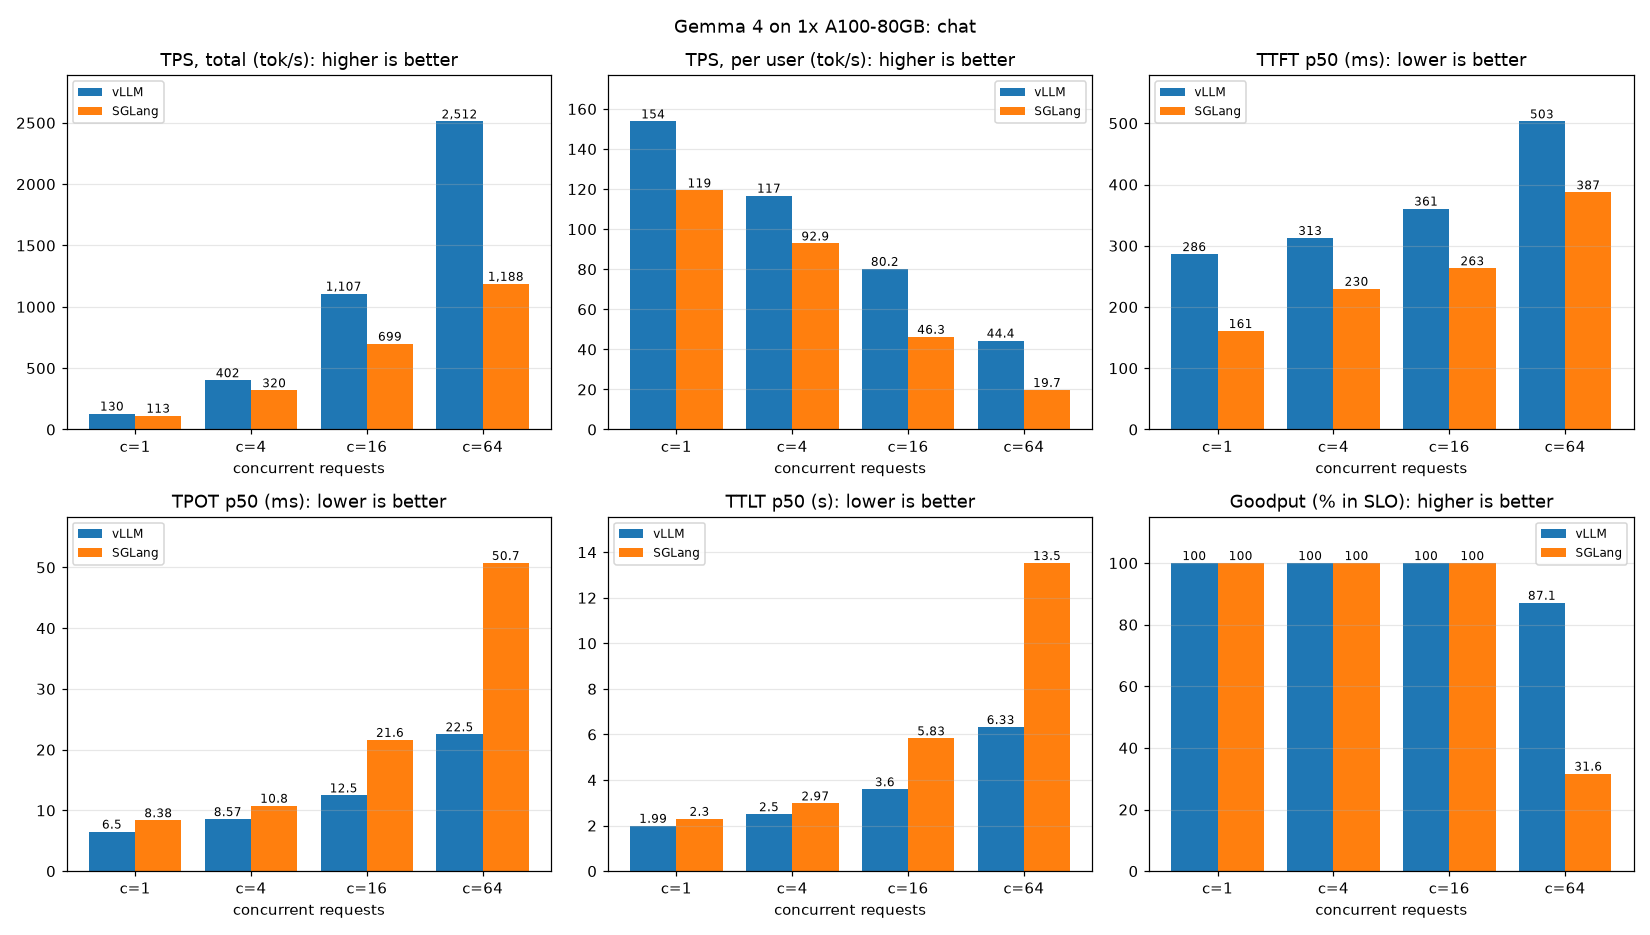 Gemma 4 on 1x A100-80GB: chat
TPS, total (tok/s): higher is better
vLLM
SGLang
2500
2000
1500
1000
500
0
130
113
402
320
1,107
699
2,512
1,188
c=1
c=4
c=16
c=64
concurrent requests
TPS, per user (tok/s): higher is better
vLLM
SGLang
160
140
120
100
80
60
40
20
0
154
119
117
92.9
80.2
46.3
44.4
19.7
c=1
c=4
c=16
c=64
concurrent requests
TTFT p50 (ms): lower is better
vLLM
SGLang
500
400
300
200
100
0
286
161
313
230
361
263
503
387
c=1
c=4
c=16
c=64
concurrent requests
TPOT p50 (ms): lower is better
vLLM
SGLang
50
40
30
20
10
0
6.5
8.38
8.57
10.8
12.5
21.6
22.5
50.7
c=1
c=4
c=16
c=64
concurrent requests
TTLT p50 (s): lower is better
vLLM
SGLang
14
12
10
8
6
4
2
0
1.99
2.3
2.5
2.97
3.6
5.83
6.33
13.5
c=1
c=4
c=16
c=64
concurrent requests
Goodput (% in SLO): higher is better
vLLM
SGLang
100
80
60
40
20
0
100
100
100
100
100
100
87.1
31.6
c=1
c=4
c=16
c=64
concurrent requests